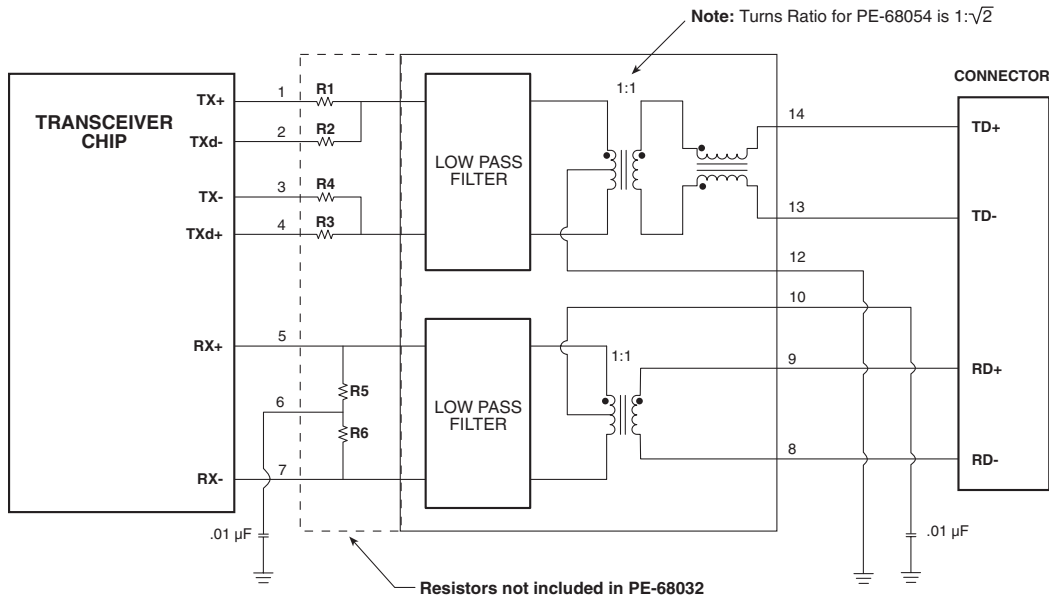 Note: Turns Ratio for PE-68054 is 1:√2
TRANSCEIVER
CHIP
TX+
TXd-
TX-
TXd+
RX+
RX-
1
2
3
4
5
6
7
R1
R2
R4
R3
R5
R6
LOW PASS
FILTER
LOW PASS
FILTER
1:1
1:1
14
13
12
10
9
8
CONNECTOR
TD+
TD-
RD+
RD-
.01 µF
.01 µF
Resistors not included in PE-68032